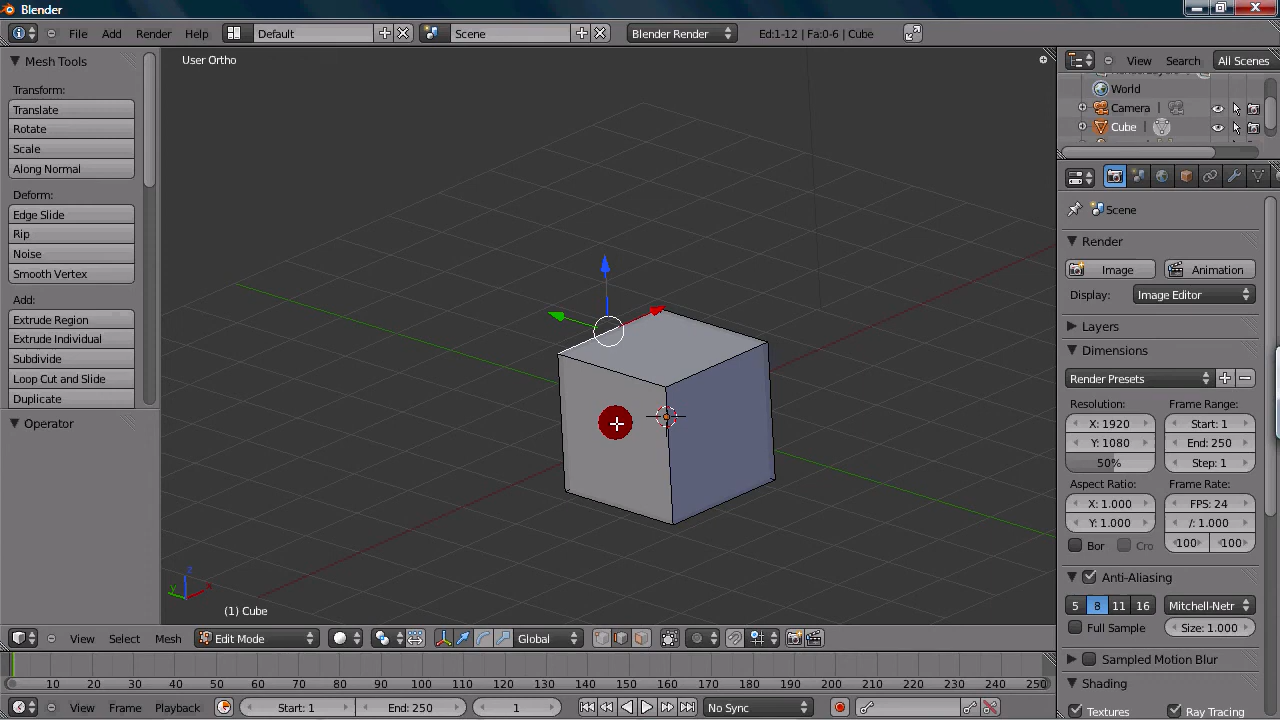 Blender
File Add Render Help Default Scene Blender Render Ed:1-12 | Fa:0-6 | Cube
Mesh Tools
Transform:
Translate
Rotate
Scale
Along Normal
Deform:
Edge Slide
Rip
Noise
Smooth Vertex
Add:
Extrude Region
Extrude Individual
Subdivide
Loop Cut and Slide
Duplicate
Operator
User Ortho
z
y x
(1) Cube
View Select Mesh Edit Mode Global
View Search All Scenes
World
Camera
Cube
Scene
Render
Image Animation
Display: Image Editor
Layers
Dimensions
Render Presets
Resolution: Frame Range:
X: 1920 Start: 1
Y: 1080 End: 250
50% Step: 1
Aspect Ratio: Frame Rate:
X: 1.000 FPS: 24
Y: 1.000 /: 1.000
Bor Cro 100 100
Anti-Aliasing
5 8 11 16 Mitchell-Netr
Full Sample Size: 1.000
Sampled Motion Blur
Shading
Textures Ray Tracing
0 10 20 30 40 50 60 70 80 90 100 110 120 130 140 150 160 170 180 190 200 210 220 230 240 250
View Frame Playback Start: 1 End: 250 1 No Sync